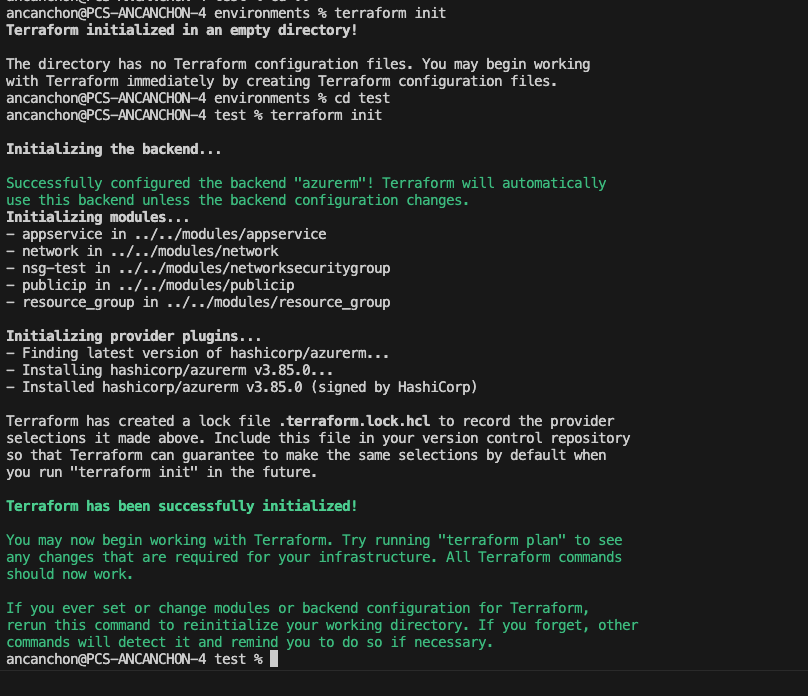 ancanchon@PCS-ANCANCHON-4 environments % terraform init
Terraform initialized in an empty directory!
The directory has no Terraform configuration files. You may begin working
with Terraform immediately by creating Terraform configuration files.
ancanchon@PCS-ANCANCHON-4 environments % cd test
ancanchon@PCS-ANCANCHON-4 test % terraform init
Initializing the backend...
Successfully configured the backend "azurerm"! Terraform will automatically
use this backend unless the backend configuration changes.
Initializing modules...
- appservice in ../../modules/appservice
- network in ../../modules/network
- nsg-test in ../../modules/networksecuritygroup
- publicip in ../../modules/publicip
- resource_group in ../../modules/resource_group
Initializing provider plugins...
- Finding latest version of hashicorp/azurerm...
- Installing hashicorp/azurerm v3.85.0...
- Installed hashicorp/azurerm v3.85.0 (signed by HashiCorp)
Terraform has created a lock file .terraform.lock.hcl to record the provider
selections it made above. Include this file in your version control repository
so that Terraform can guarantee to make the same selections by default when
you run "terraform init" in the future.
Terraform has been successfully initialized!
You may now begin working with Terraform. Try running "terraform plan" to see
any changes that are required for your infrastructure. All Terraform commands
should now work.
If you ever set or change modules or backend configuration for Terraform,
rerun this command to reinitialize your working directory. If you forget, other
commands will detect it and remind you to do so if necessary.
ancanchon@PCS-ANCANCHON-4 test %